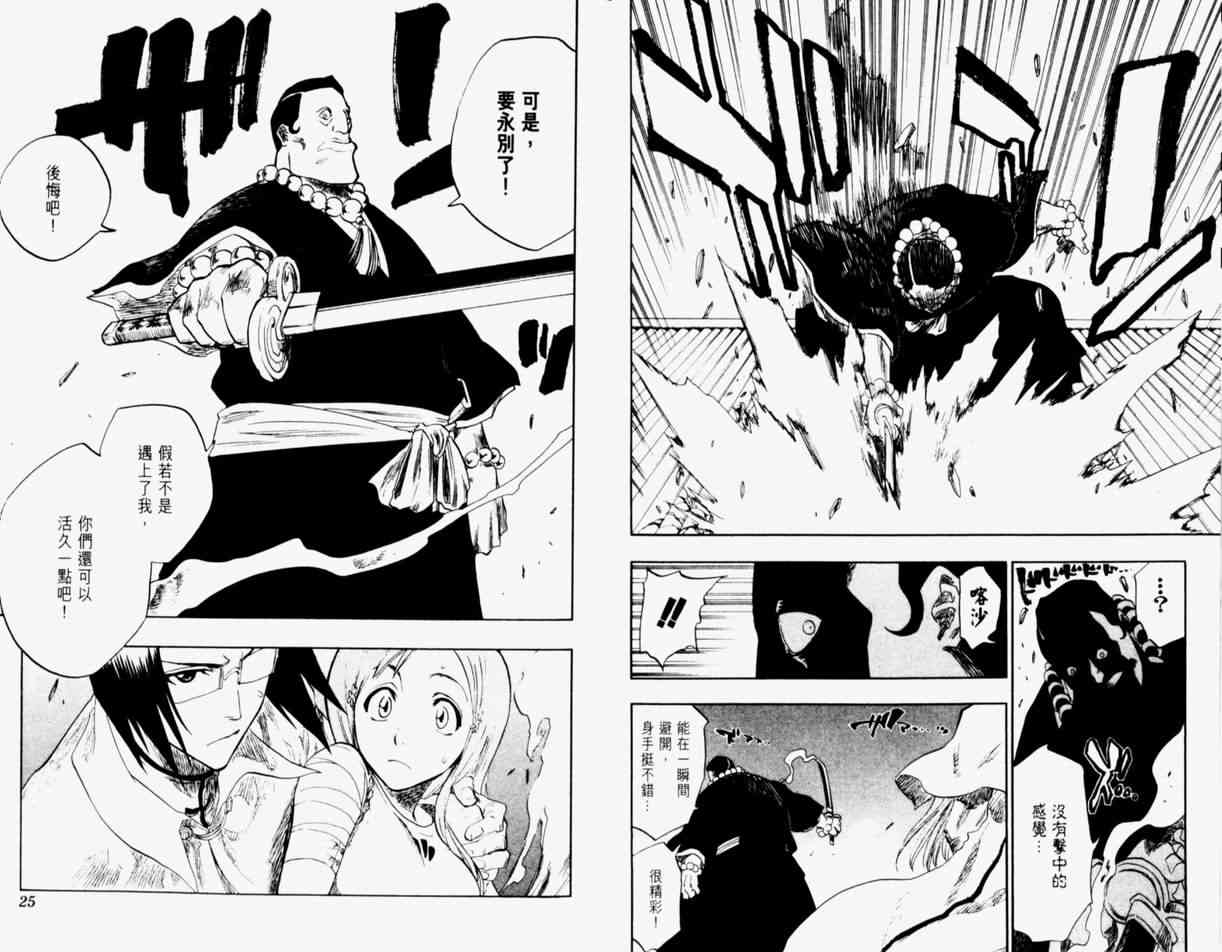 …?
沒有擊中的
感覺…
喀沙
!!
能在一瞬間
避開，
身手挺不錯…
很精彩！
可是，
要永別了！
後悔吧！
假若不是
遇上了我，
你們還可以
活久一點吧！
25